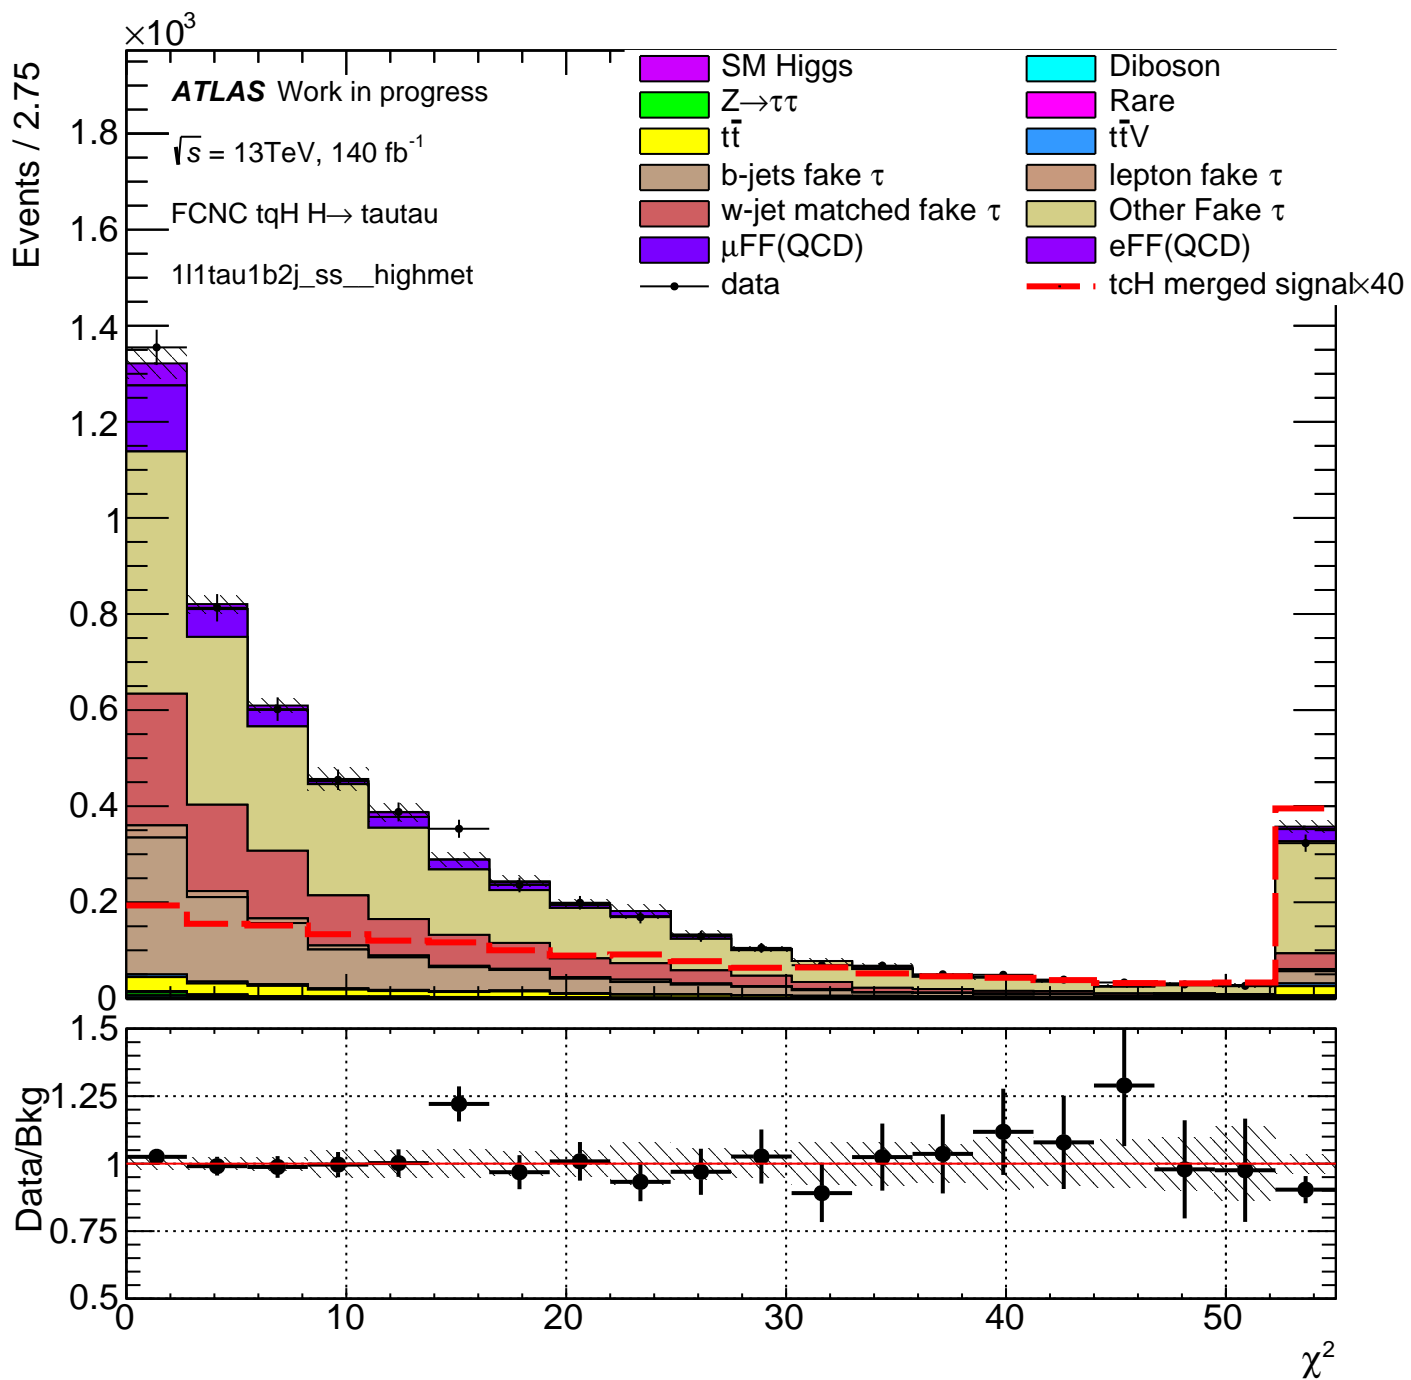 ×10³
Events / 2.75
ATLAS Work in progress
√s = 13TeV, 140 fb⁻¹
FCNC tqH H→ tautau
1l1tau1b2j_ss__highmet
SM Higgs
Diboson
Z→ττ
Rare
tt̄
tt̄V
b-jets fake τ
lepton fake τ
w-jet matched fake τ
Other Fake τ
μFF(QCD)
eFF(QCD)
data
tcH merged signal×40
1.8
1.6
1.4
1.2
1
0.8
0.6
0.4
0.2
0
Data/Bkg
1.5
1.25
1
0.75
0.5
0 10 20 30 40 50
χ²